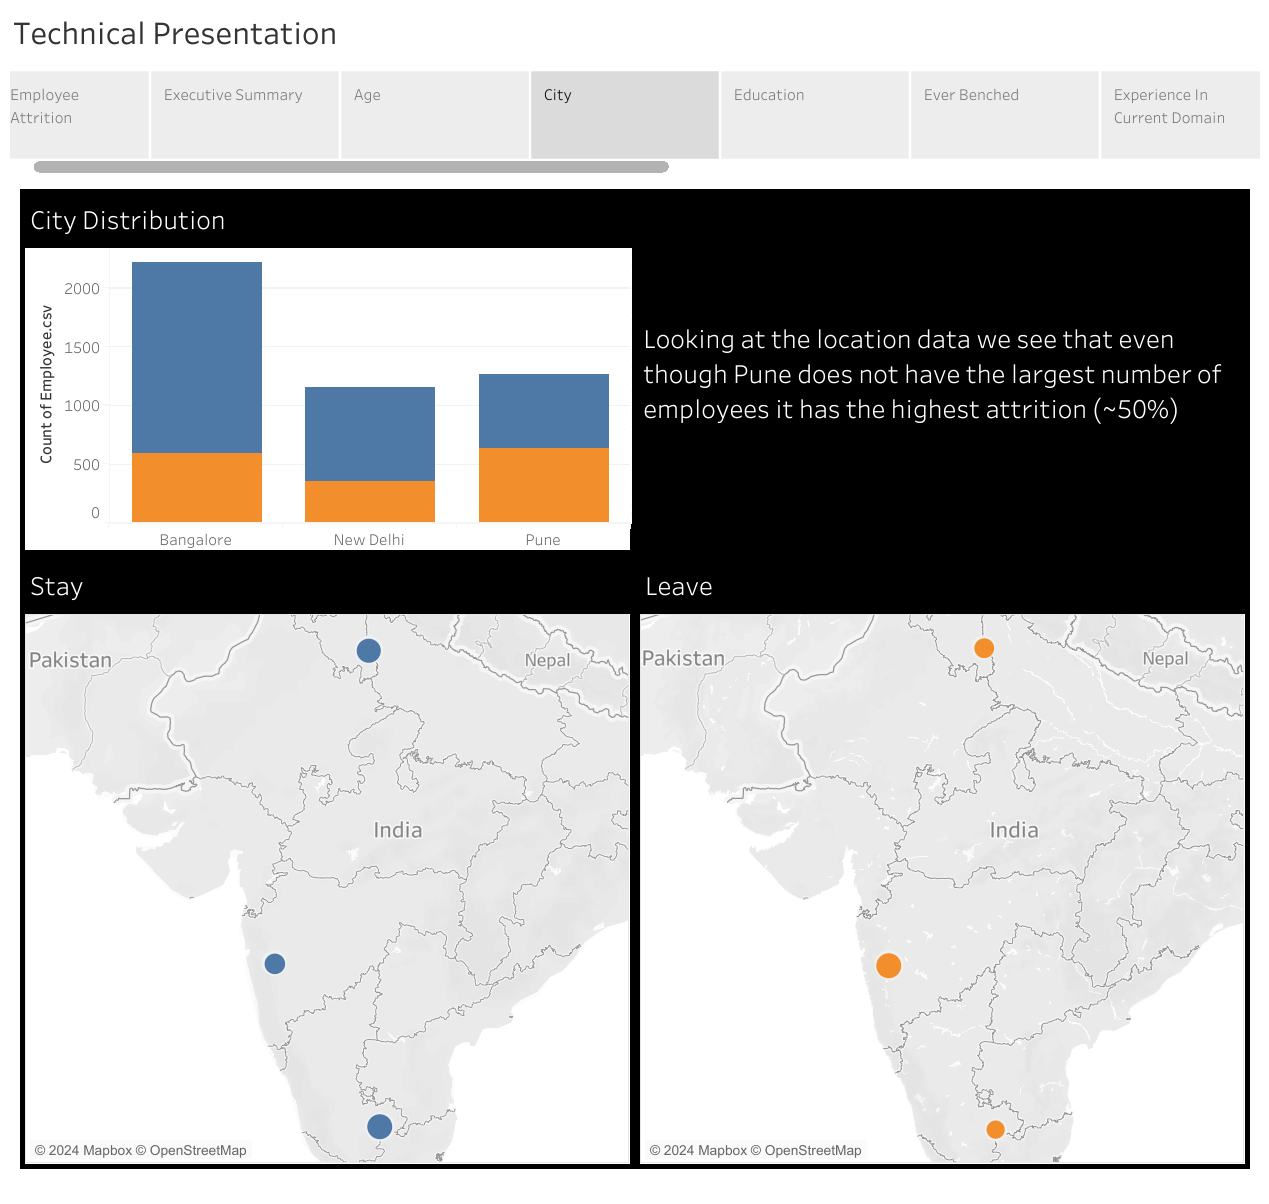 Technical Presentation
Employee
Attrition
Executive Summary
Age
City
Education
Ever Benched
Experience In
Current Domain
City Distribution
Count of Employee.csv
2000
1500
1000
500
0
Bangalore
New Delhi
Pune
Looking at the location data we see that even
though Pune does not have the largest number of
employees it has the highest attrition (~50%)
Stay
Pakistan
Nepal
India
© 2024 Mapbox © OpenStreetMap
Leave
Pakistan
Nepal
India
© 2024 Mapbox © OpenStreetMap